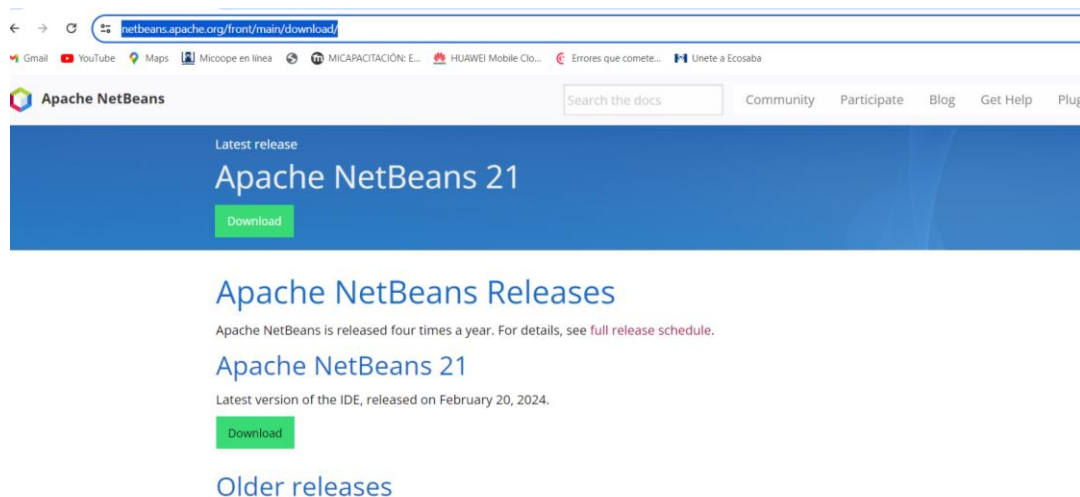 netbeans.apache.org/front/main/download/
Gmail YouTube Maps Micoope en línea MICAPACITACIÓN: E... HUAWEI Mobile Clo... Errores que comete... Unete a Ecosaba
Apache NetBeans Search the docs Community Participate Blog Get Help Plug
Latest release
Apache NetBeans 21
Download
Apache NetBeans Releases
Apache NetBeans is released four times a year. For details, see full release schedule.
Apache NetBeans 21
Latest version of the IDE, released on February 20, 2024.
Download
Older releases